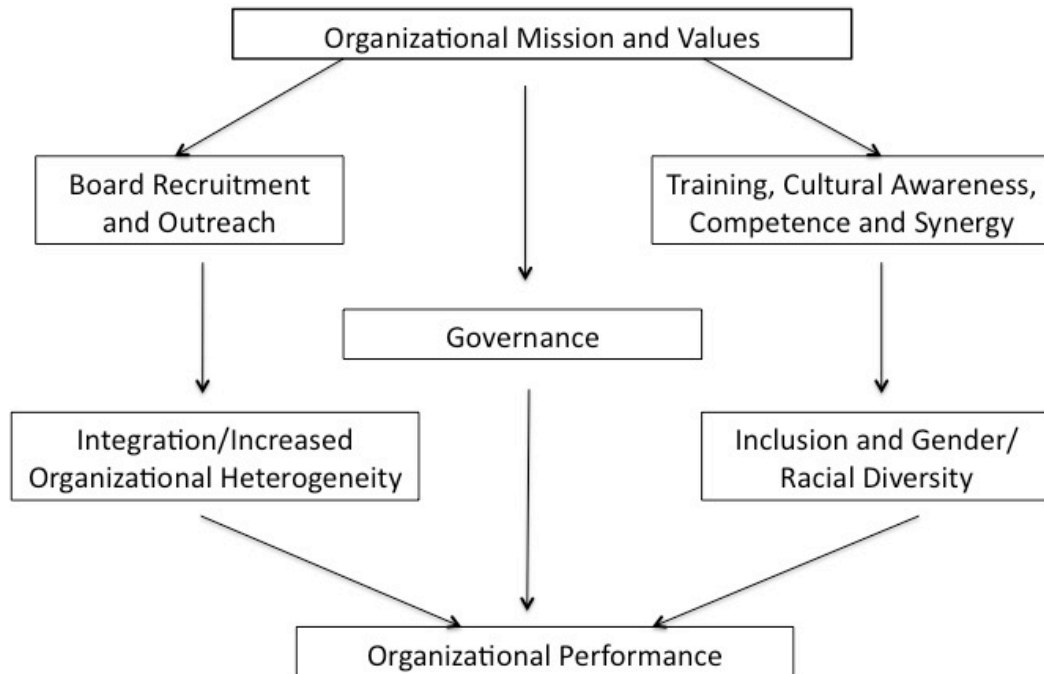 Organizational Mission and Values
Board Recruitment
and Outreach
Training, Cultural Awareness,
Competence and Synergy
Governance
Integration/Increased
Organizational Heterogeneity
Inclusion and Gender/
Racial Diversity
Organizational Performance